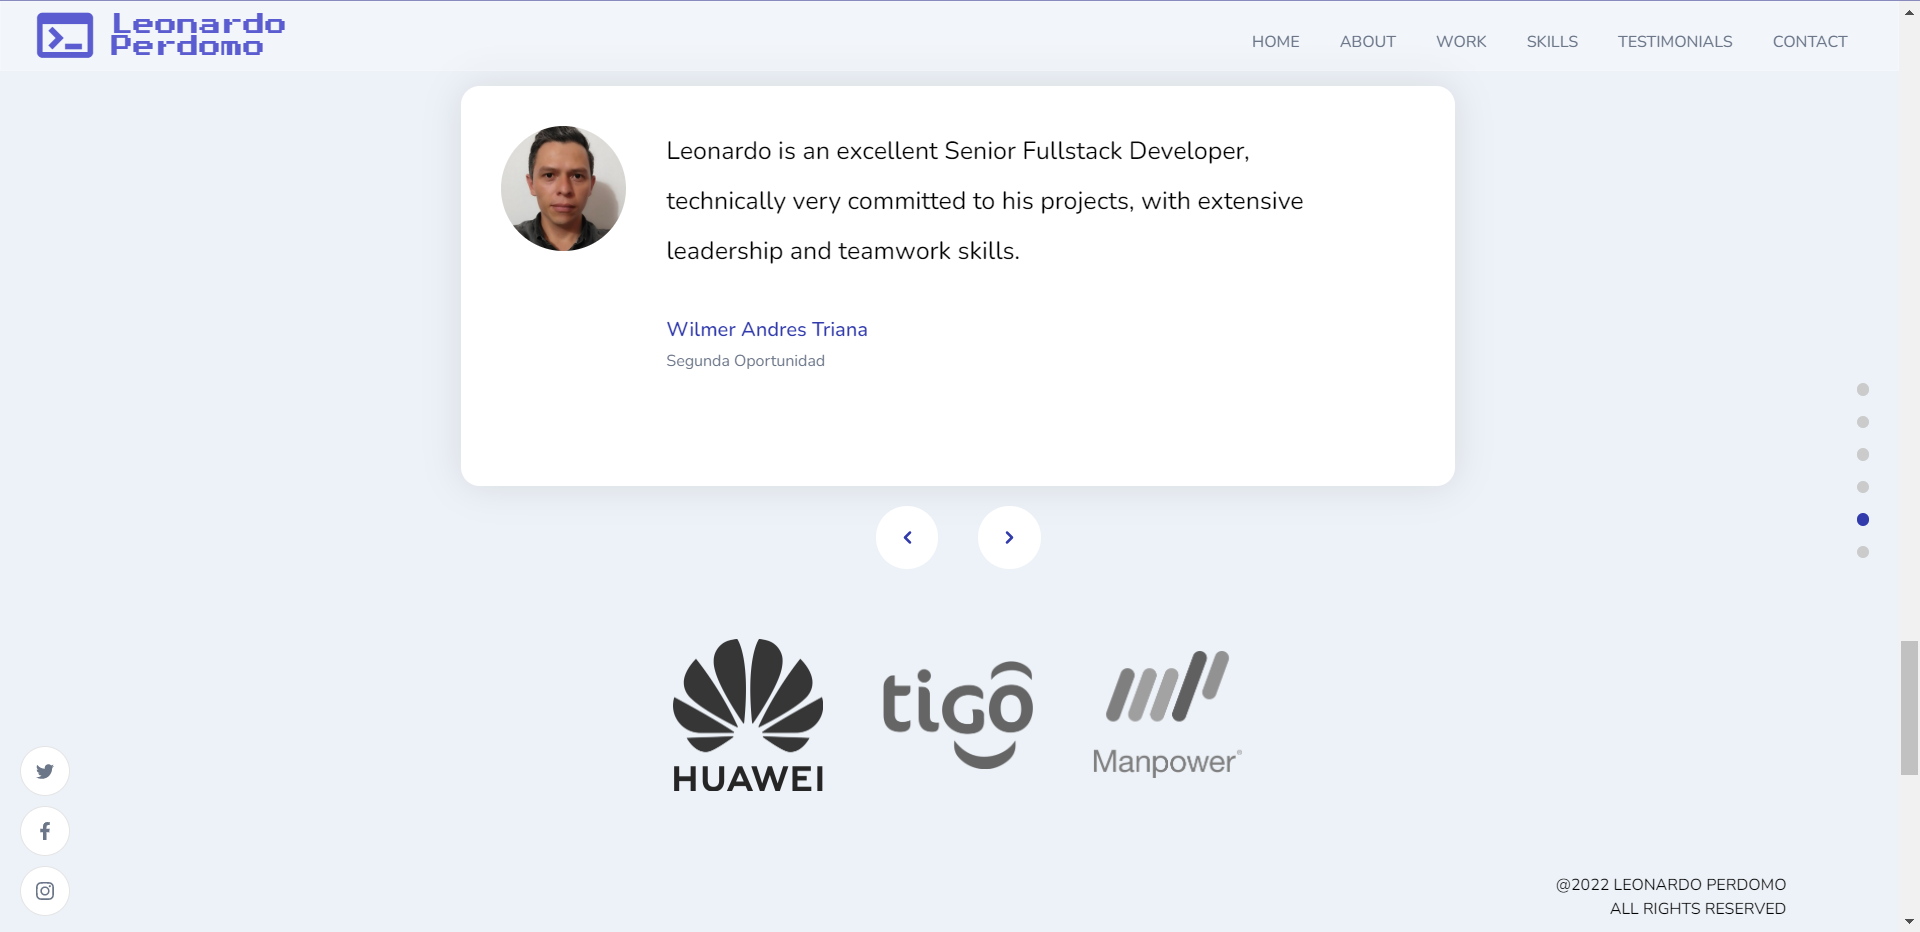 Leonardo
Perdomo
HOME ABOUT WORK SKILLS TESTIMONIALS CONTACT
Leonardo is an excellent Senior Fullstack Developer,
technically very committed to his projects, with extensive
leadership and teamwork skills.
Wilmer Andres Triana
Segunda Oportunidad
HUAWEI
tigo
Manpower®
@2022 LEONARDO PERDOMO
ALL RIGHTS RESERVED